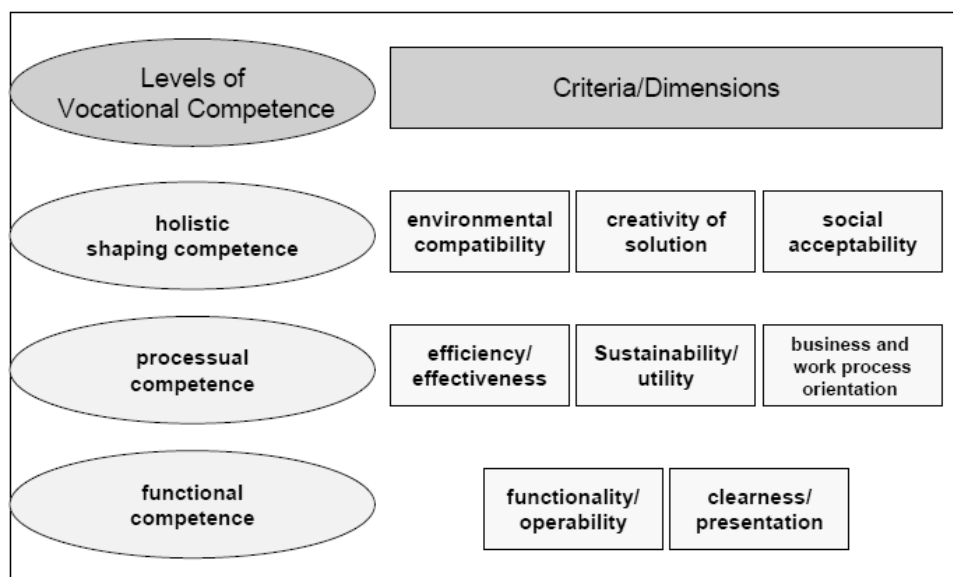 Levels of
Vocational Competence
Criteria/Dimensions
holistic
shaping competence
environmental
compatibility
creativity of
solution
social
acceptability
processual
competence
efficiency/
effectiveness
Sustainability/
utility
business and
work process
orientation
functional
competence
functionality/
operability
clearness/
presentation